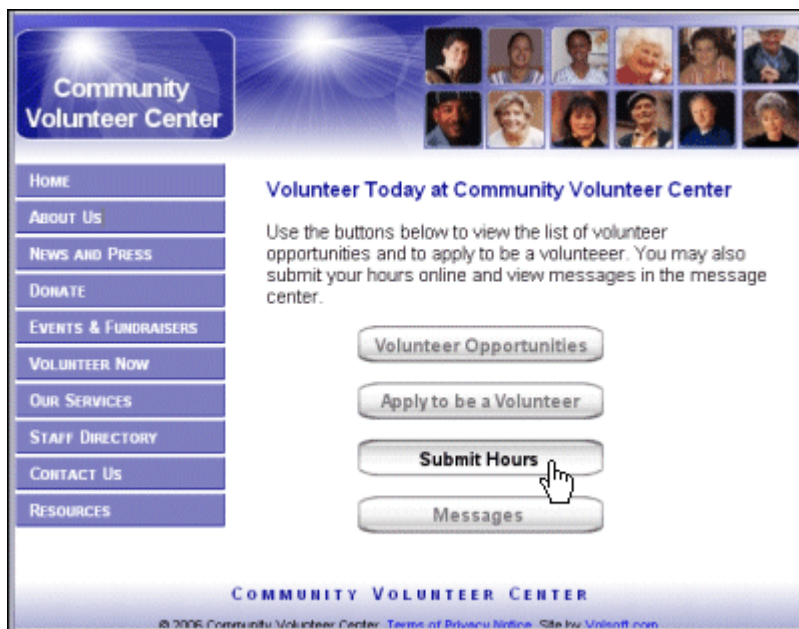 Community
Volunteer Center
HOME
ABOUT US
NEWS AND PRESS
DONATE
EVENTS & FUNDRAISERS
VOLUNTEER NOW
OUR SERVICES
STAFF DIRECTORY
CONTACT US
RESOURCES
Volunteer Today at Community Volunteer Center
Use the buttons below to view the list of volunteer
opportunities and to apply to be a volunteeer. You may also
submit your hours online and view messages in the message
center.
Volunteer Opportunities
Apply to be a Volunteer
Submit Hours
Messages
COMMUNITY VOLUNTEER CENTER
© 2006 Community Volunteer Center. Terms of Privacy Notice. Site by Volsoft.com